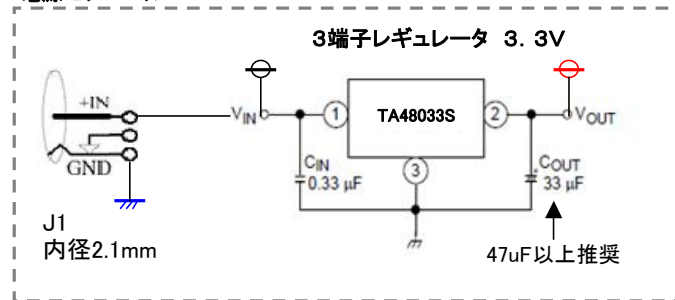 3端子レギュレータ 3．3V
+IN
GND
J1
内径2.1mm
VIN
1
TA48033S
2
VOUT
3
CIN
0.33 μF
COUT
33 μF
47uF以上推奨